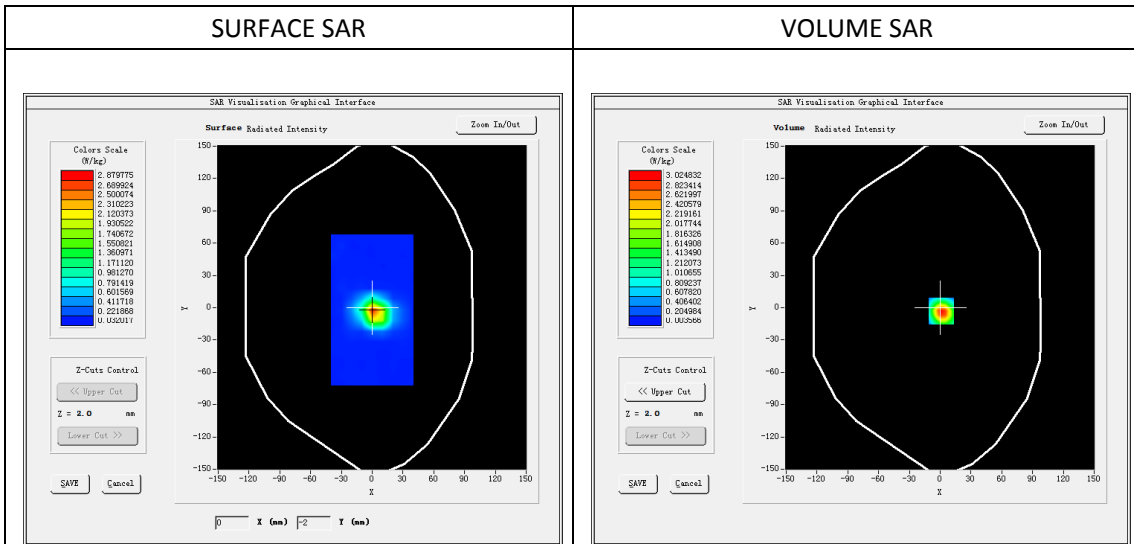 SURFACE SAR
VOLUME SAR
SAR Visualisation Graphical Interface
Surface Radiated Intensity
Zoom In/Out
Colors Scale
(W/kg)
2.879775
2.689924
2.500074
2.310223
2.120373
1.930522
1.740672
1.550821
1.360971
1.171120
0.981270
0.791419
0.601569
0.411718
0.221868
0.032017
Z-Cuts Control
<< Upper Cut
Z = 2.0 mm
Lower Cut >>
SAVE
Cancel
150
120
90
60
30
0
-30
-60
-90
-120
-150
Y
-150 -120 -90 -60 -30 0 30 60 90 120 150
X
0 X (mm) -2 Y (mm)
SAR Visualisation Graphical Interface
Volume Radiated Intensity
Zoom In/Out
Colors Scale
(W/kg)
3.024832
2.823414
2.621997
2.420579
2.219161
2.017744
1.816326
1.614908
1.413490
1.212073
1.010655
0.809237
0.607820
0.406402
0.204984
0.003566
Z-Cuts Control
<< Upper Cut
Z = 2.0 mm
Lower Cut >>
SAVE
Cancel
150
120
90
60
30
0
-30
-60
-90
-120
-150
Y
-150 -120 -90 -60 -30 0 30 60 90 120 150
X